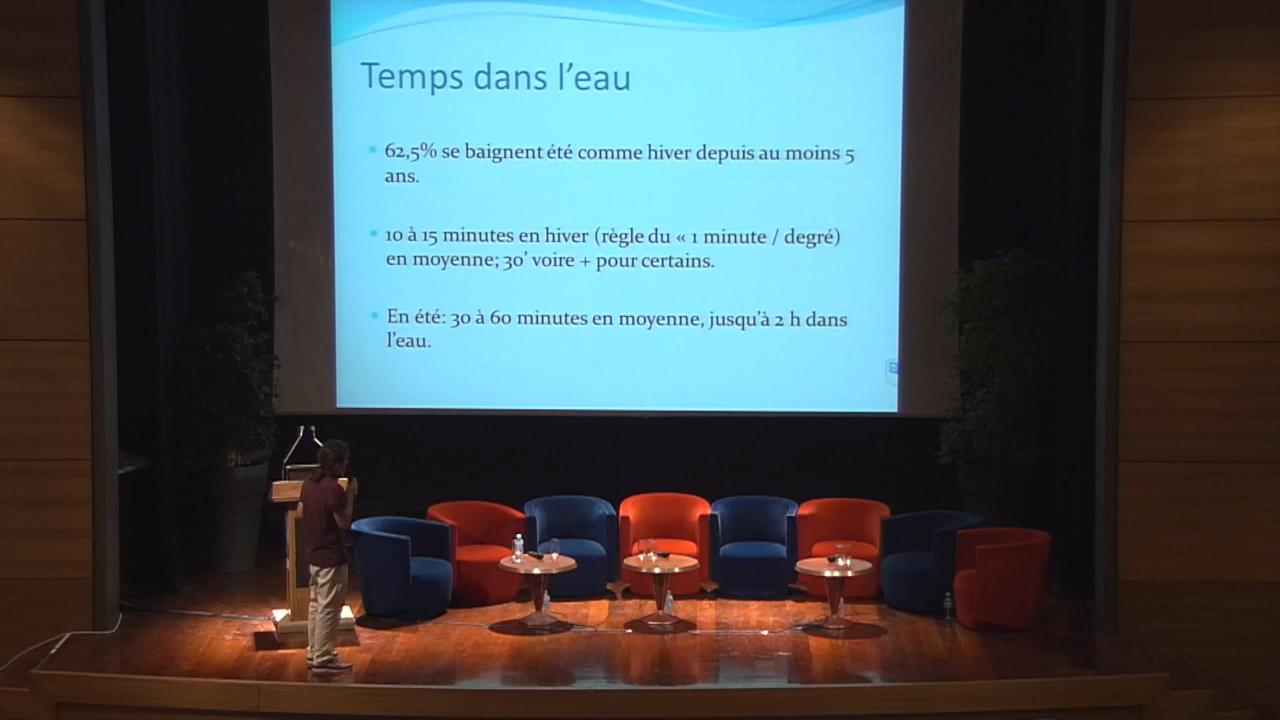 Temps dans l'eau
62,5% se baignent été comme hiver depuis au moins 5
ans.
10 à 15 minutes en hiver (règle du « 1 minute / degré)
en moyenne; 30' voire + pour certains.
En été: 30 à 60 minutes en moyenne, jusqu'à 2 h dans
l'eau.